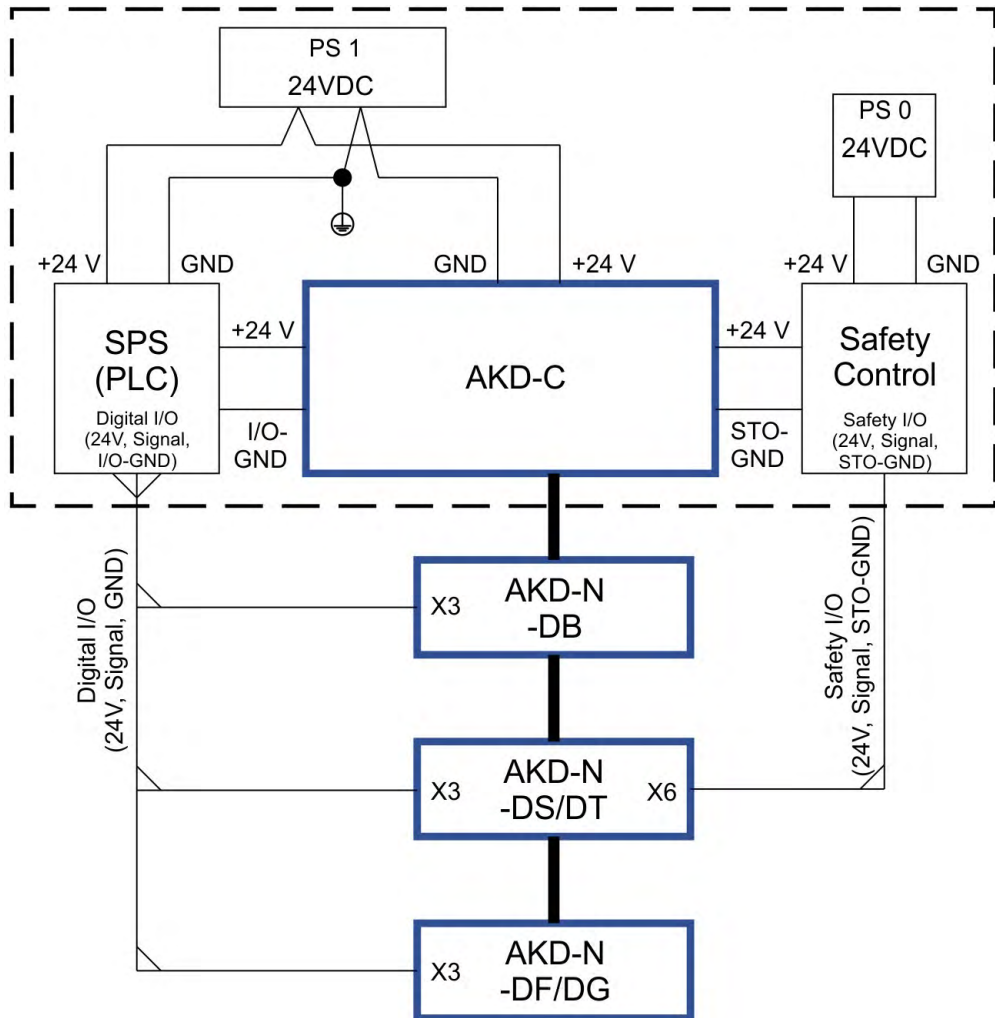 PS 1
24VDC
PS 0
24VDC
+24 V
GND
GND
+24 V
+24 V
GND
SPS
(PLC)
Digital I/O
(24V, Signal,
I/O-GND)
+24 V
I/O-
GND
AKD-C
+24 V
STO-
GND
Safety
Control
Safety I/O
(24V, Signal,
STO-GND)
Digital I/O
(24V, Signal, GND)
X3
AKD-N
-DB
Safety I/O
(24V, Signal, STO-GND)
X3
AKD-N
-DS/DT
X6
X3
AKD-N
-DF/DG